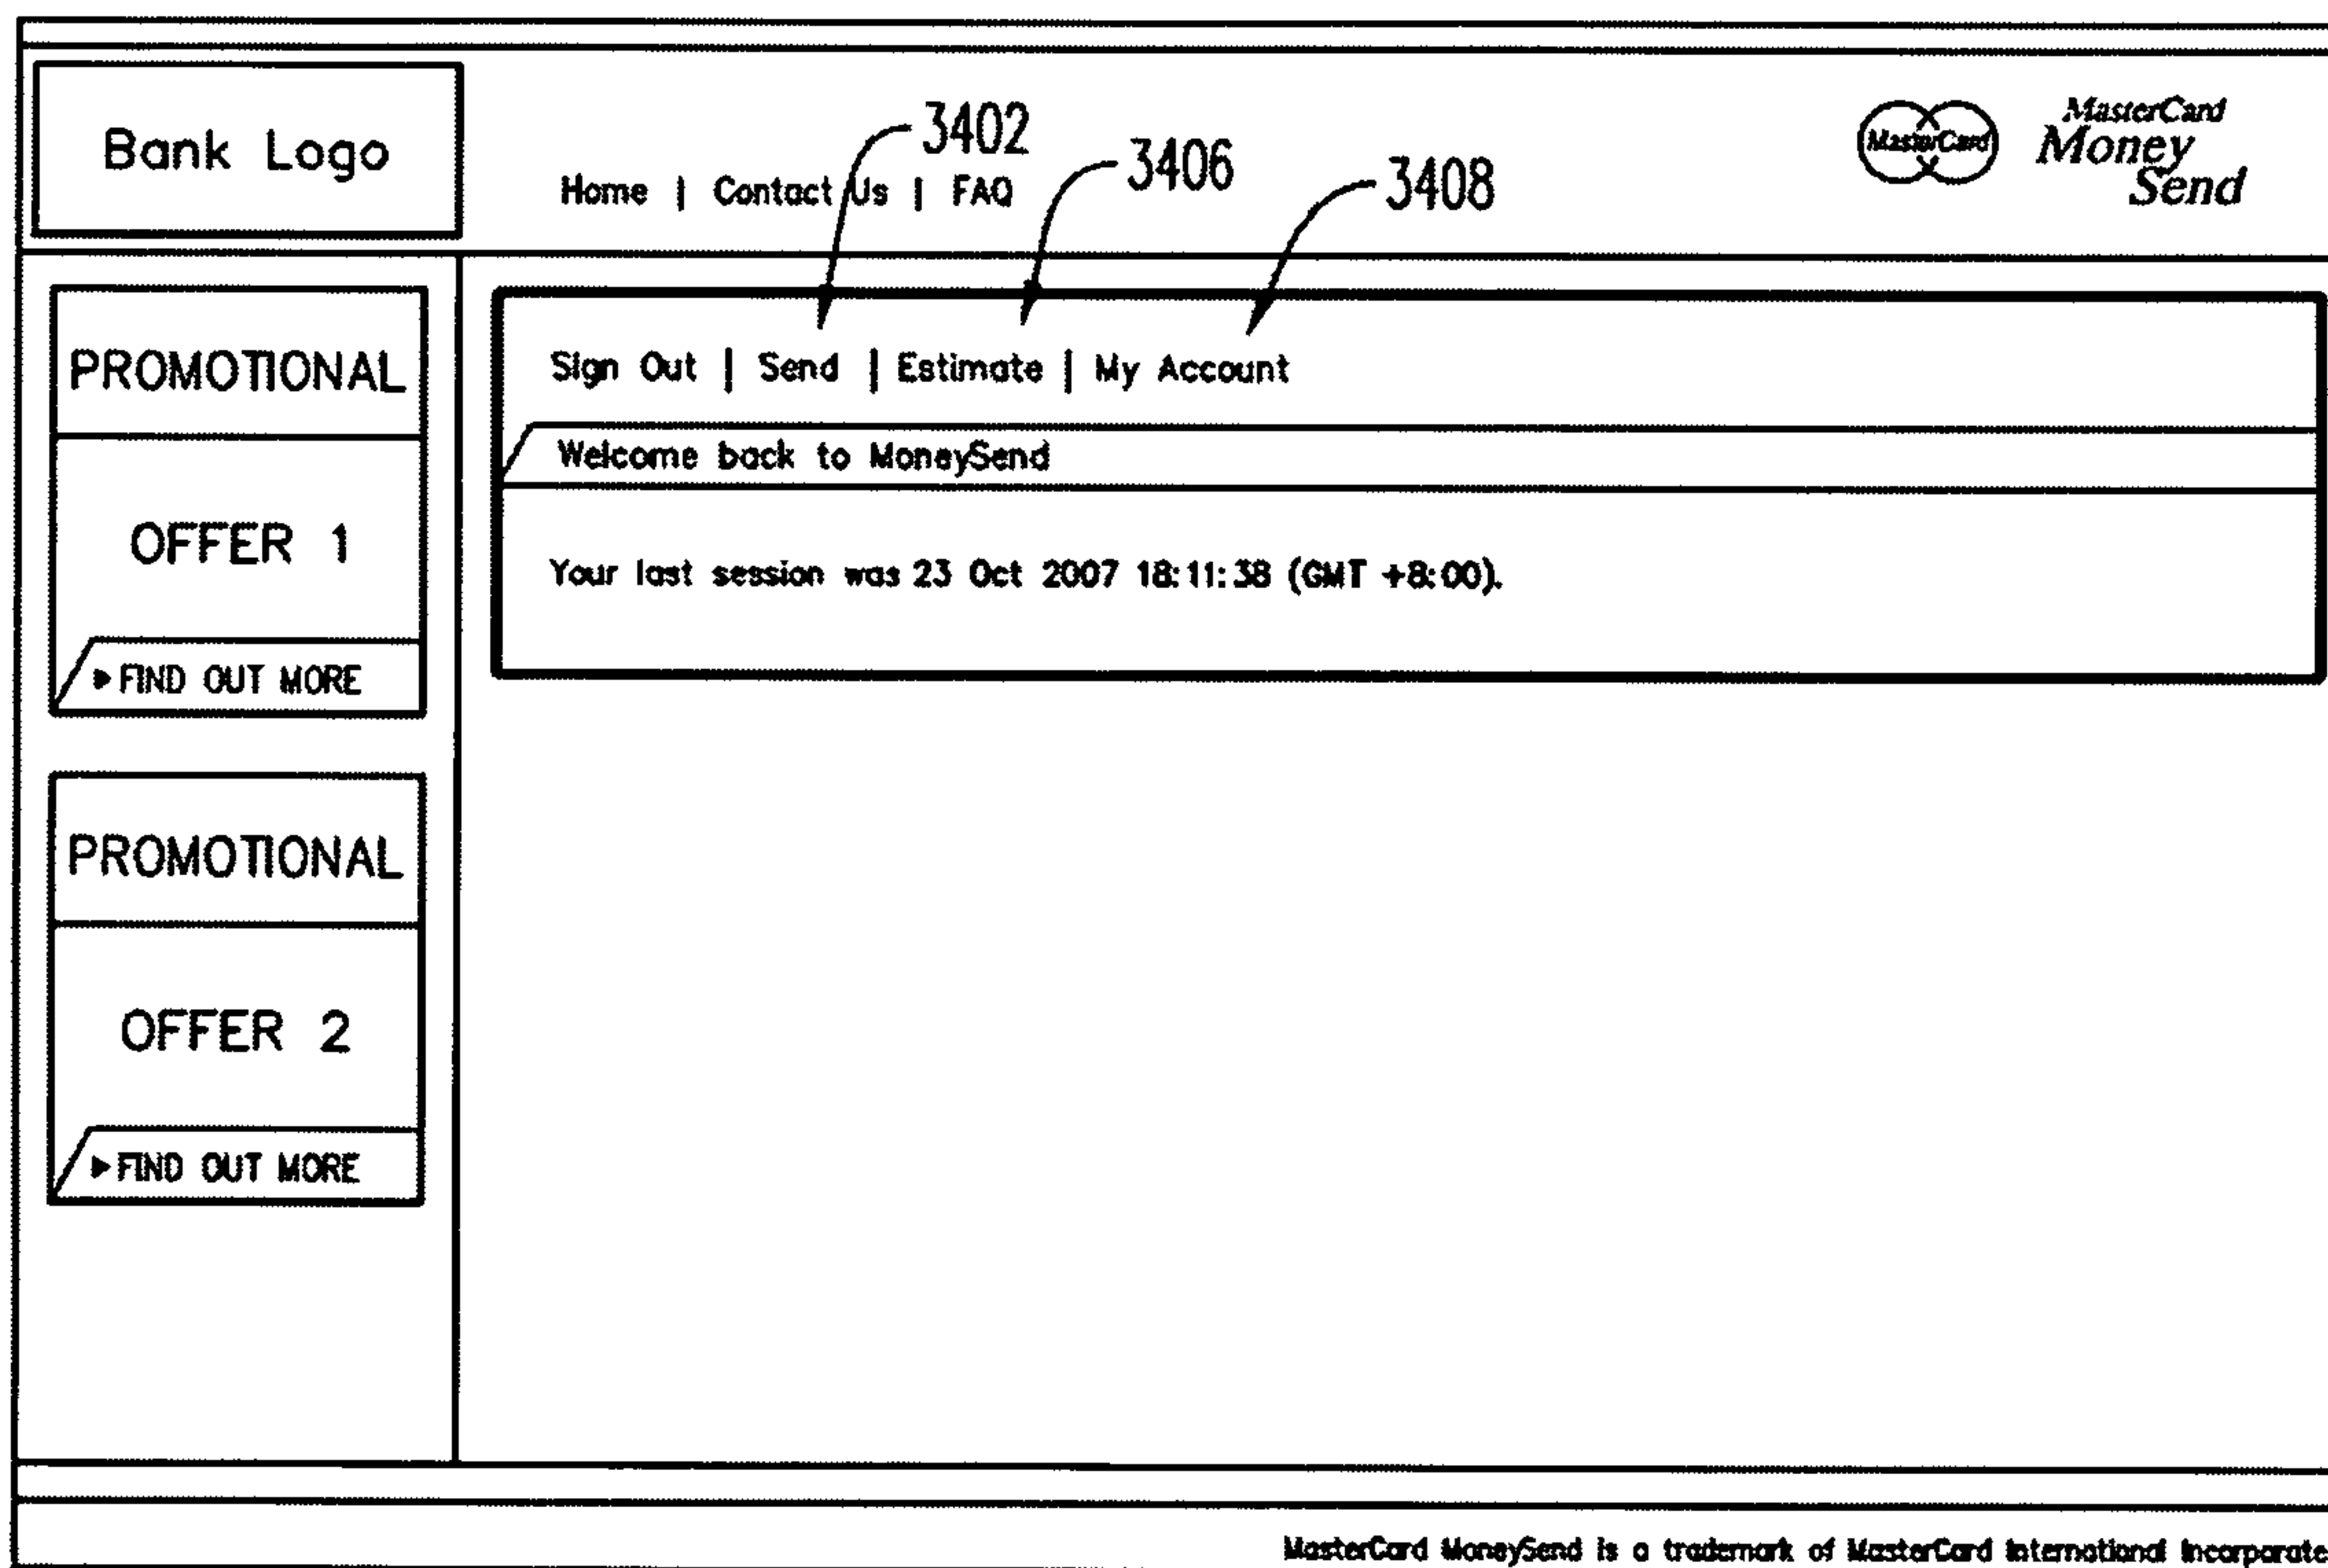 Bank Logo
3402
3406
3408
Home | Contact Us | FAQ
MasterCard
MasterCard
Money
Send
PROMOTIONAL
OFFER 1
▶ FIND OUT MORE
PROMOTIONAL
OFFER 2
▶ FIND OUT MORE
Sign Out | Send | Estimate | My Account
Welcome back to MoneySend
Your last session was 23 Oct 2007 18:11:38 (GMT +8:00).
MasterCard MoneySend is a trademark of MasterCard International Incorporate